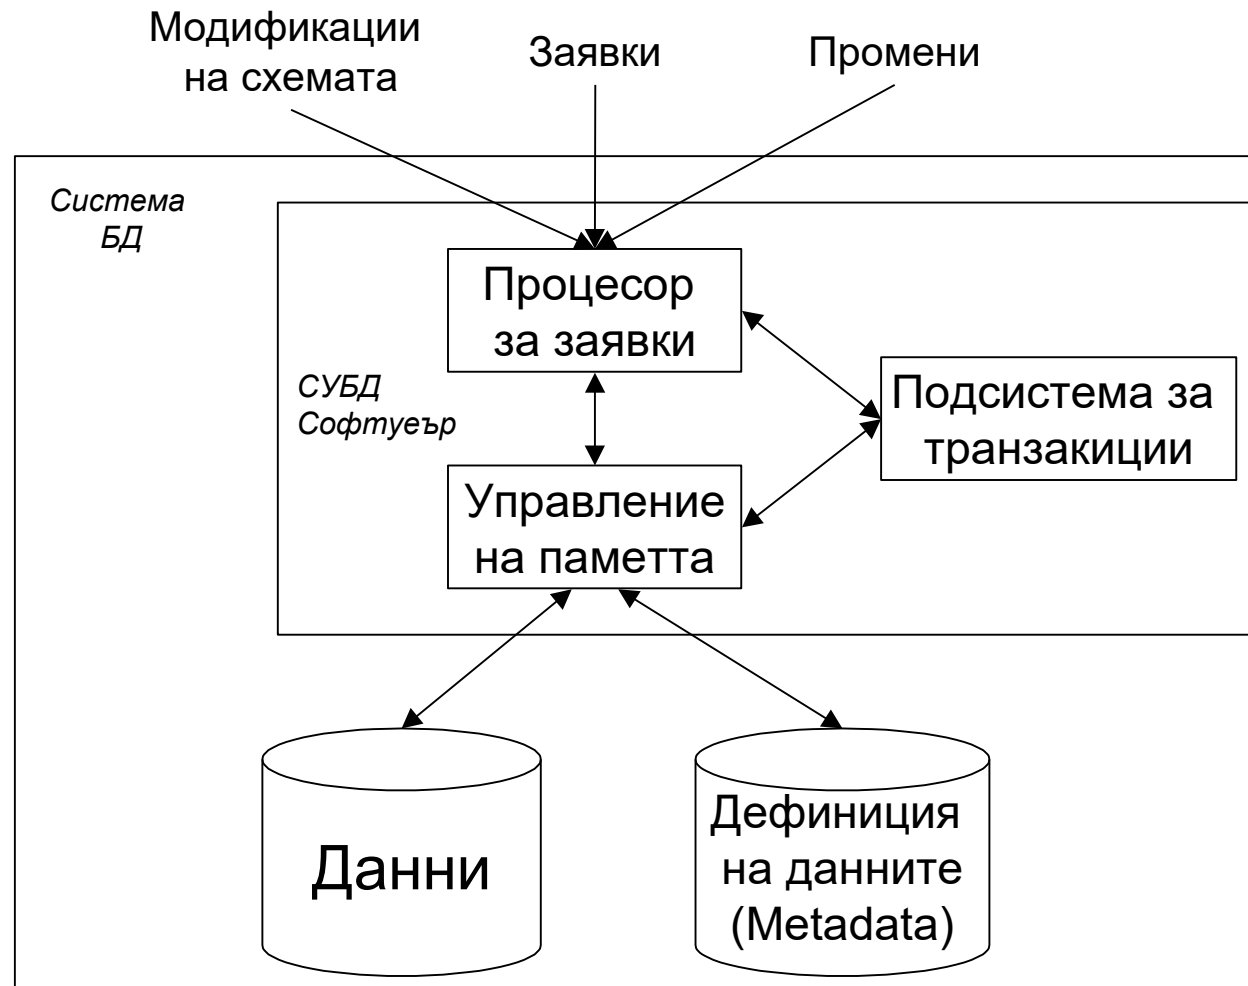 Модификации
на схемата
Заявки
Промени
Система
БД
Процесор
за заявки
СУБД
Софтуеър
Подсистема за
транзакиции
Управление
на паметта
Данни
Дефиниция
на данните
(Metadata)